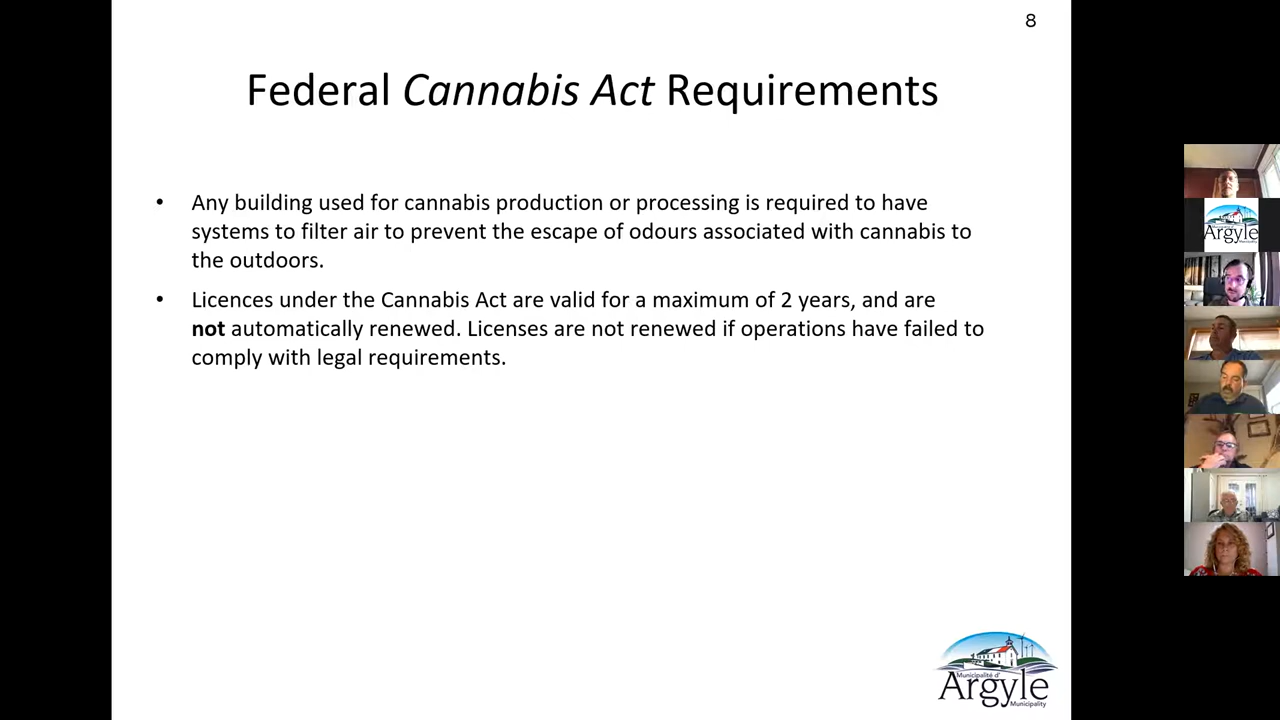 8
Federal Cannabis Act Requirements
• Any building used for cannabis production or processing is required to have
systems to filter air to prevent the escape of odours associated with cannabis to
the outdoors.
• Licences under the Cannabis Act are valid for a maximum of 2 years, and are
not automatically renewed. Licenses are not renewed if operations have failed to
comply with legal requirements.
Argyle
Municipalité d'
Argyle
Municipality